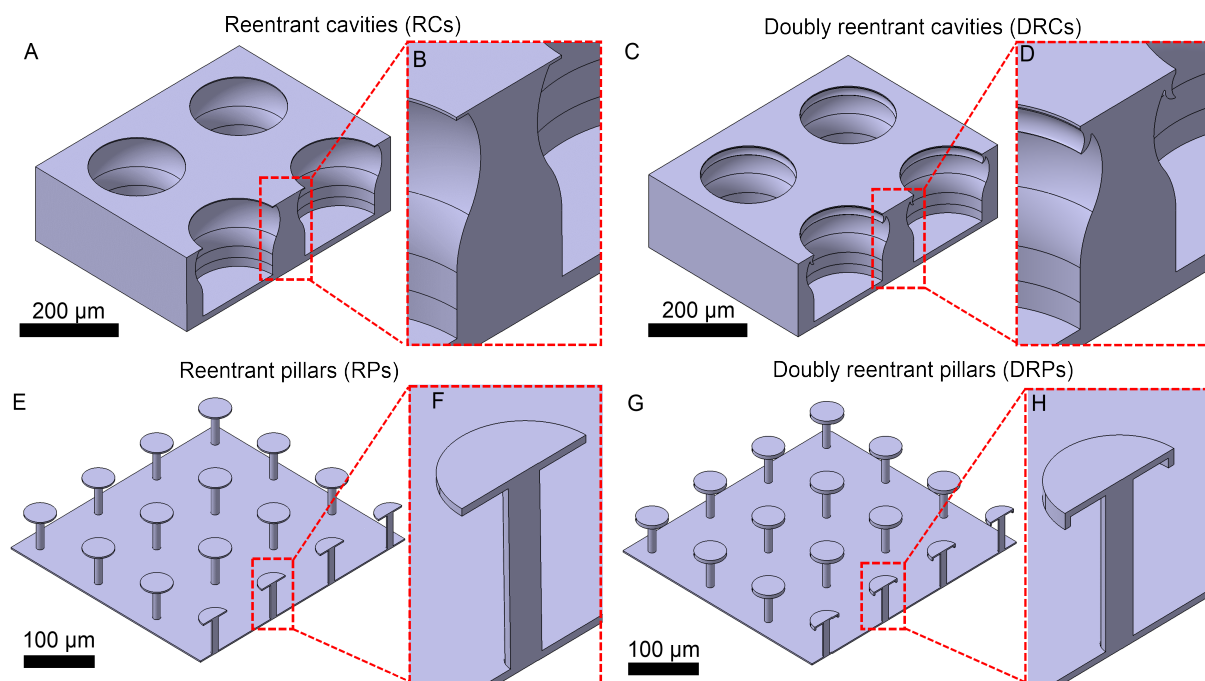 Reentrant cavities (RCs)
Doubly reentrant cavities (DRCs)
A
B
C
D
200 µm
200 µm
Reentrant pillars (RPs)
Doubly reentrant pillars (DRPs)
E
F
G
H
100 µm
100 µm